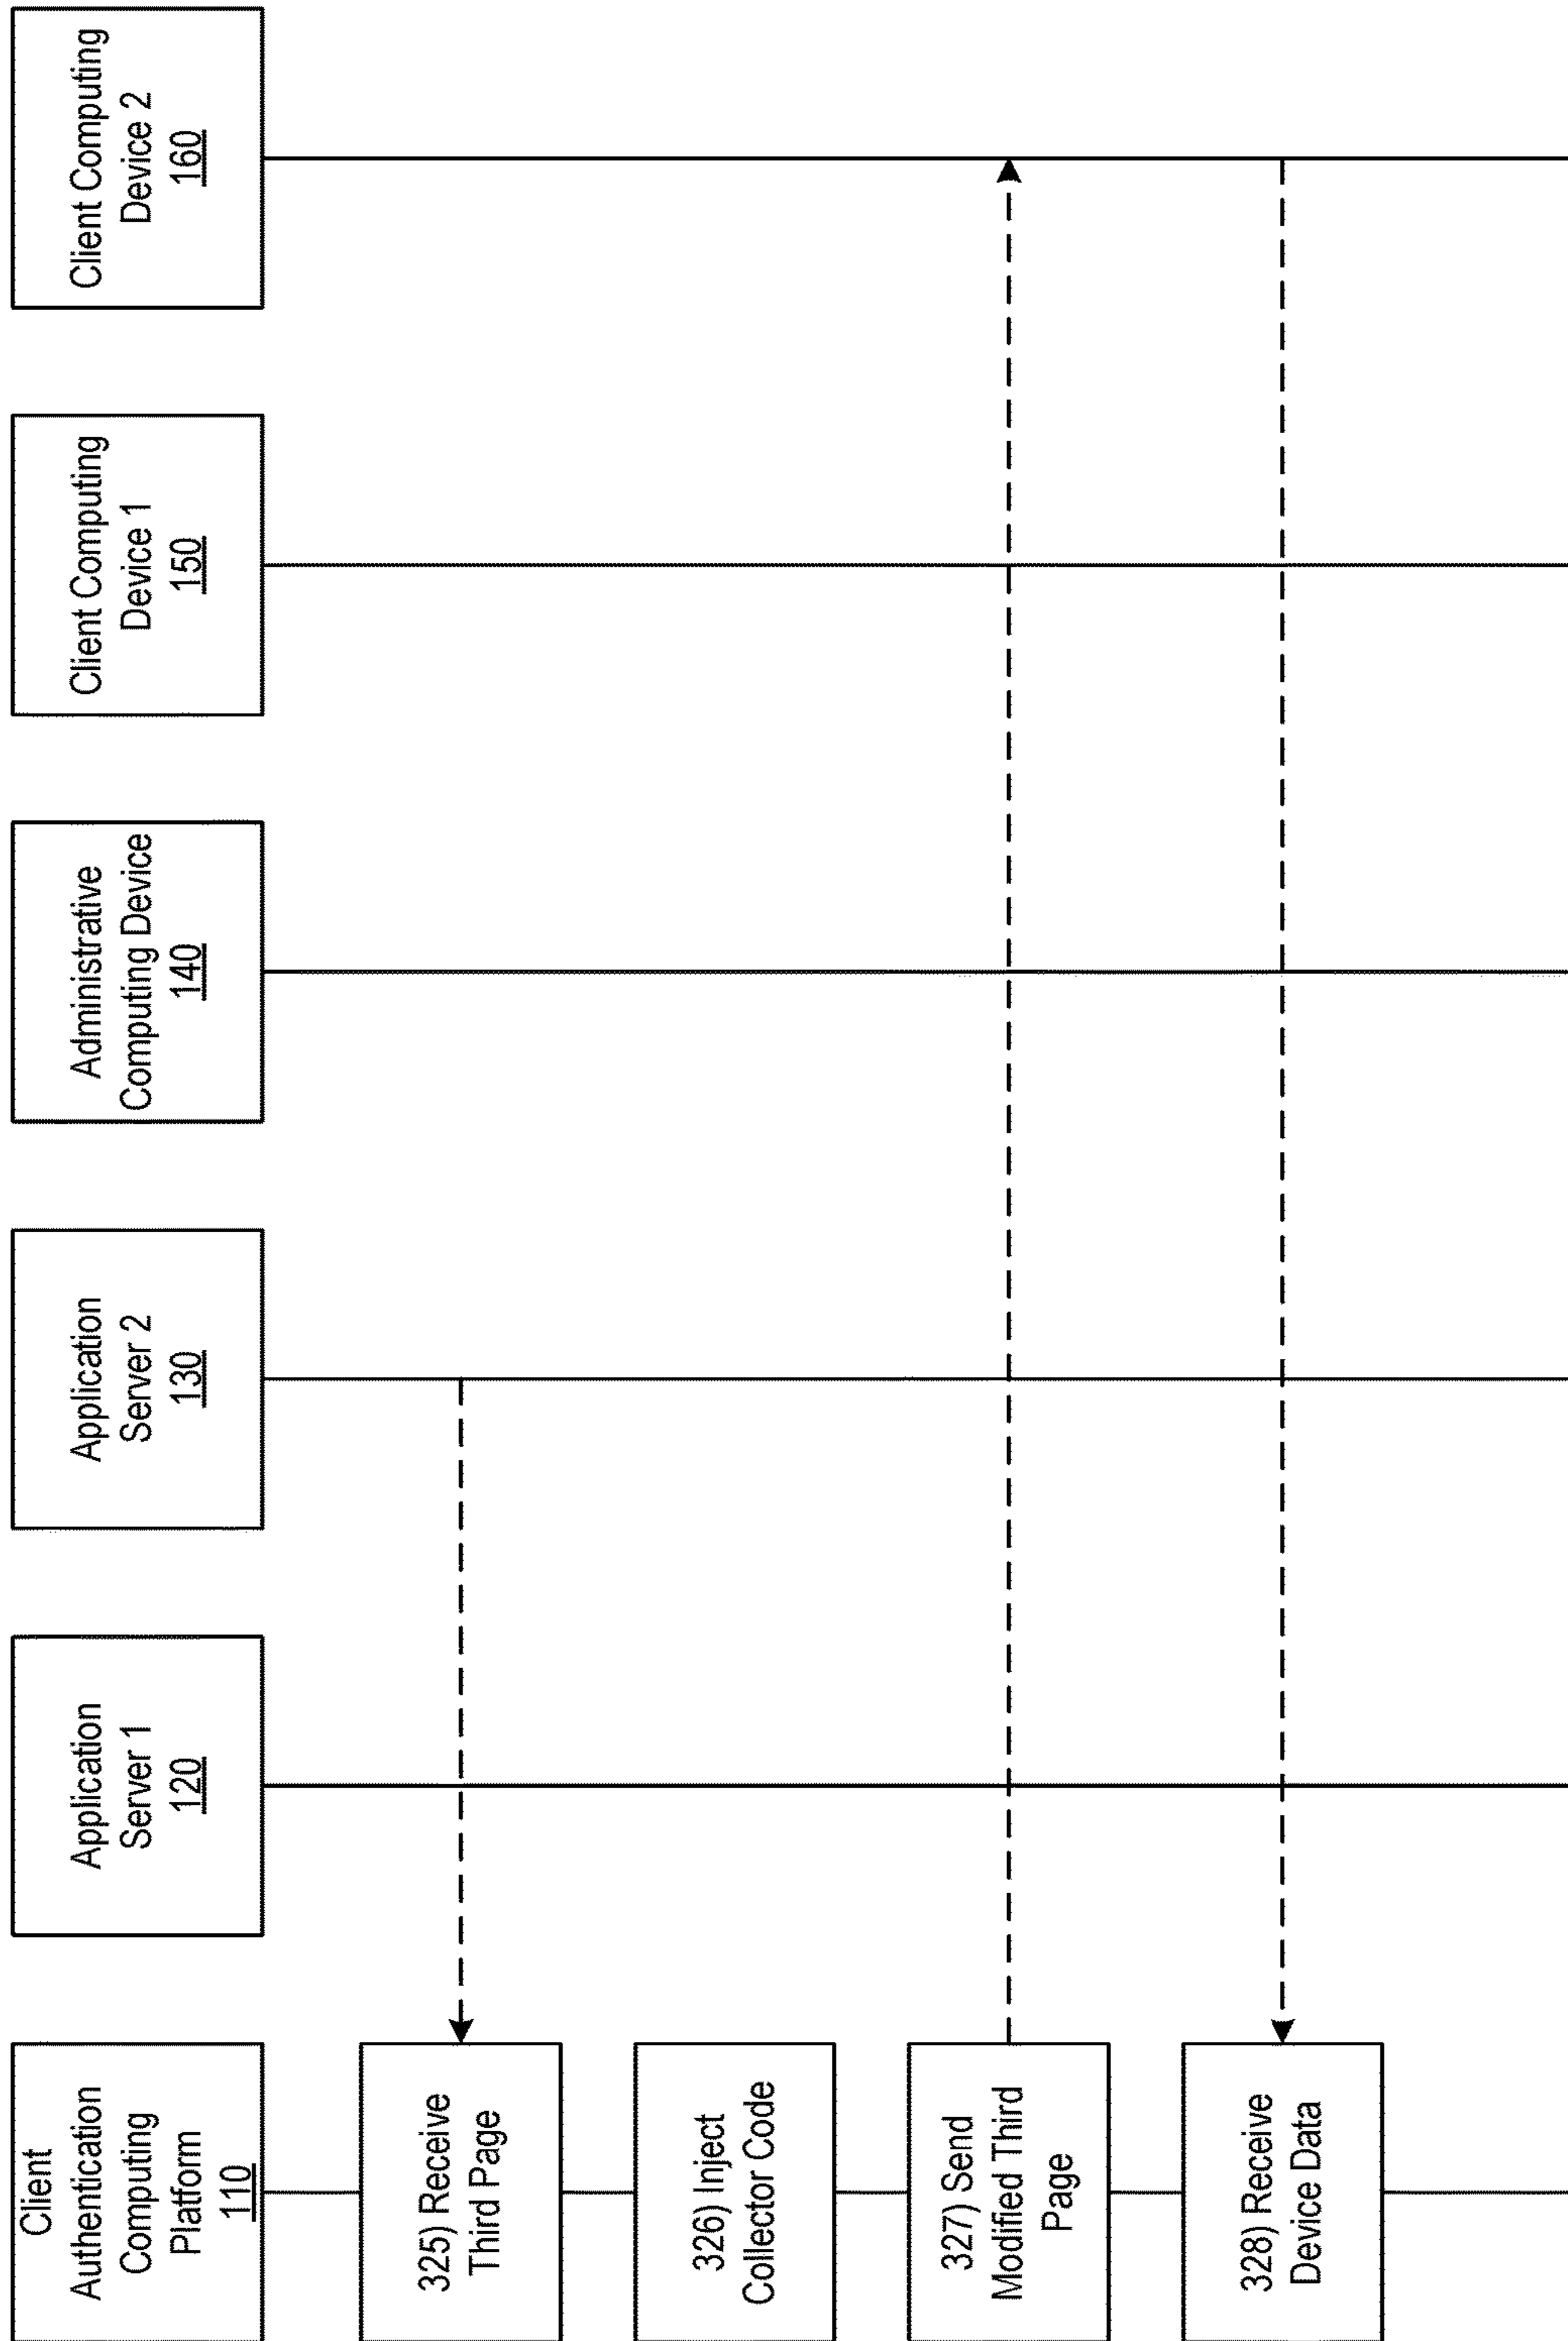 Client
Authentication
Computing
Platform
110
Application
Server 1
120
Application
Server 2
130
Administrative
Computing Device
140
Client Computing
Device 1
150
Client Computing
Device 2
160
325) Receive
Third Page
326) Inject
Collector Code
327) Send
Modified Third
Page
328) Receive
Device Data